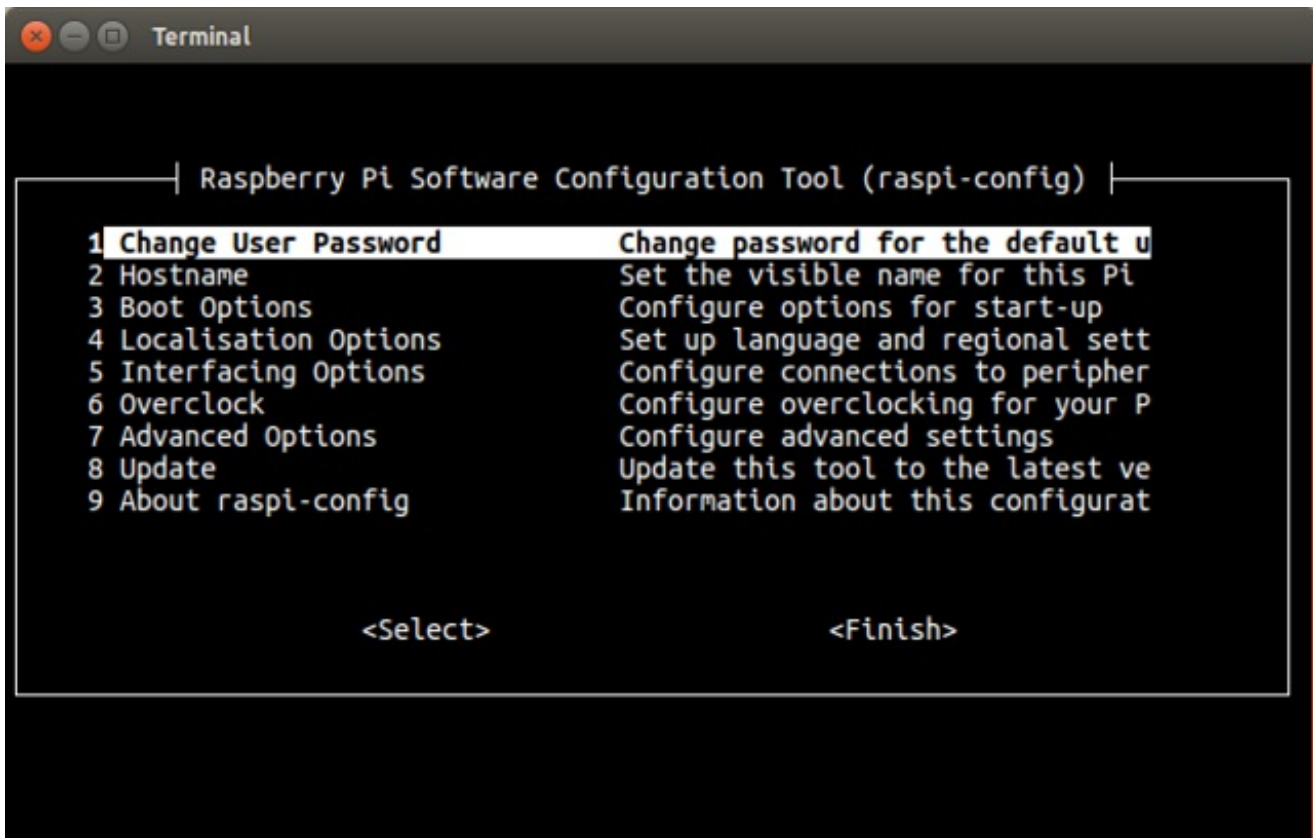 Terminal
Raspberry Pi Software Configuration Tool (raspi-config)
1 Change User Password Change password for the default u
2 Hostname Set the visible name for this Pi
3 Boot Options Configure options for start-up
4 Localisation Options Set up language and regional sett
5 Interfacing Options Configure connections to peripher
6 Overclock Configure overclocking for your P
7 Advanced Options Configure advanced settings
8 Update Update this tool to the latest ve
9 About raspi-config Information about this configurat
<Select> <Finish>